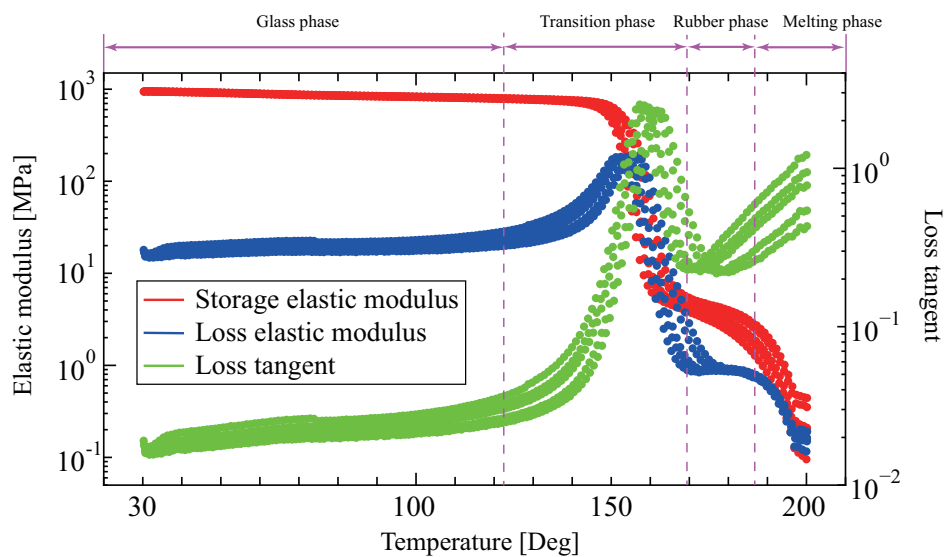 Glass phase
Transition phase
Rubber phase
Melting phase
10^3
10^2
10^1
10^0
10^-1
Elastic modulus [MPa]
10^0
10^-1
10^-2
Loss tangent
Storage elastic modulus
Loss elastic modulus
Loss tangent
30
100
150
200
Temperature [Deg]